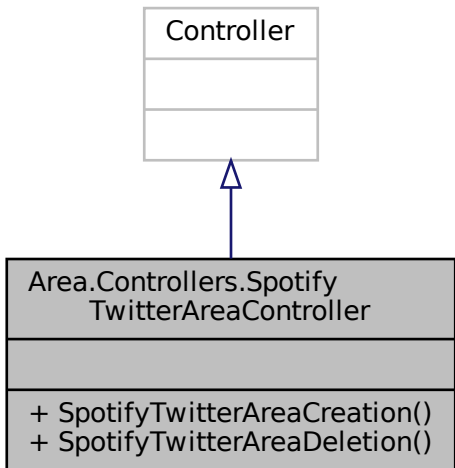 Controller
Area.Controllers.Spotify
TwitterAreaController
+ SpotifyTwitterAreaCreation()
+ SpotifyTwitterAreaDeletion()